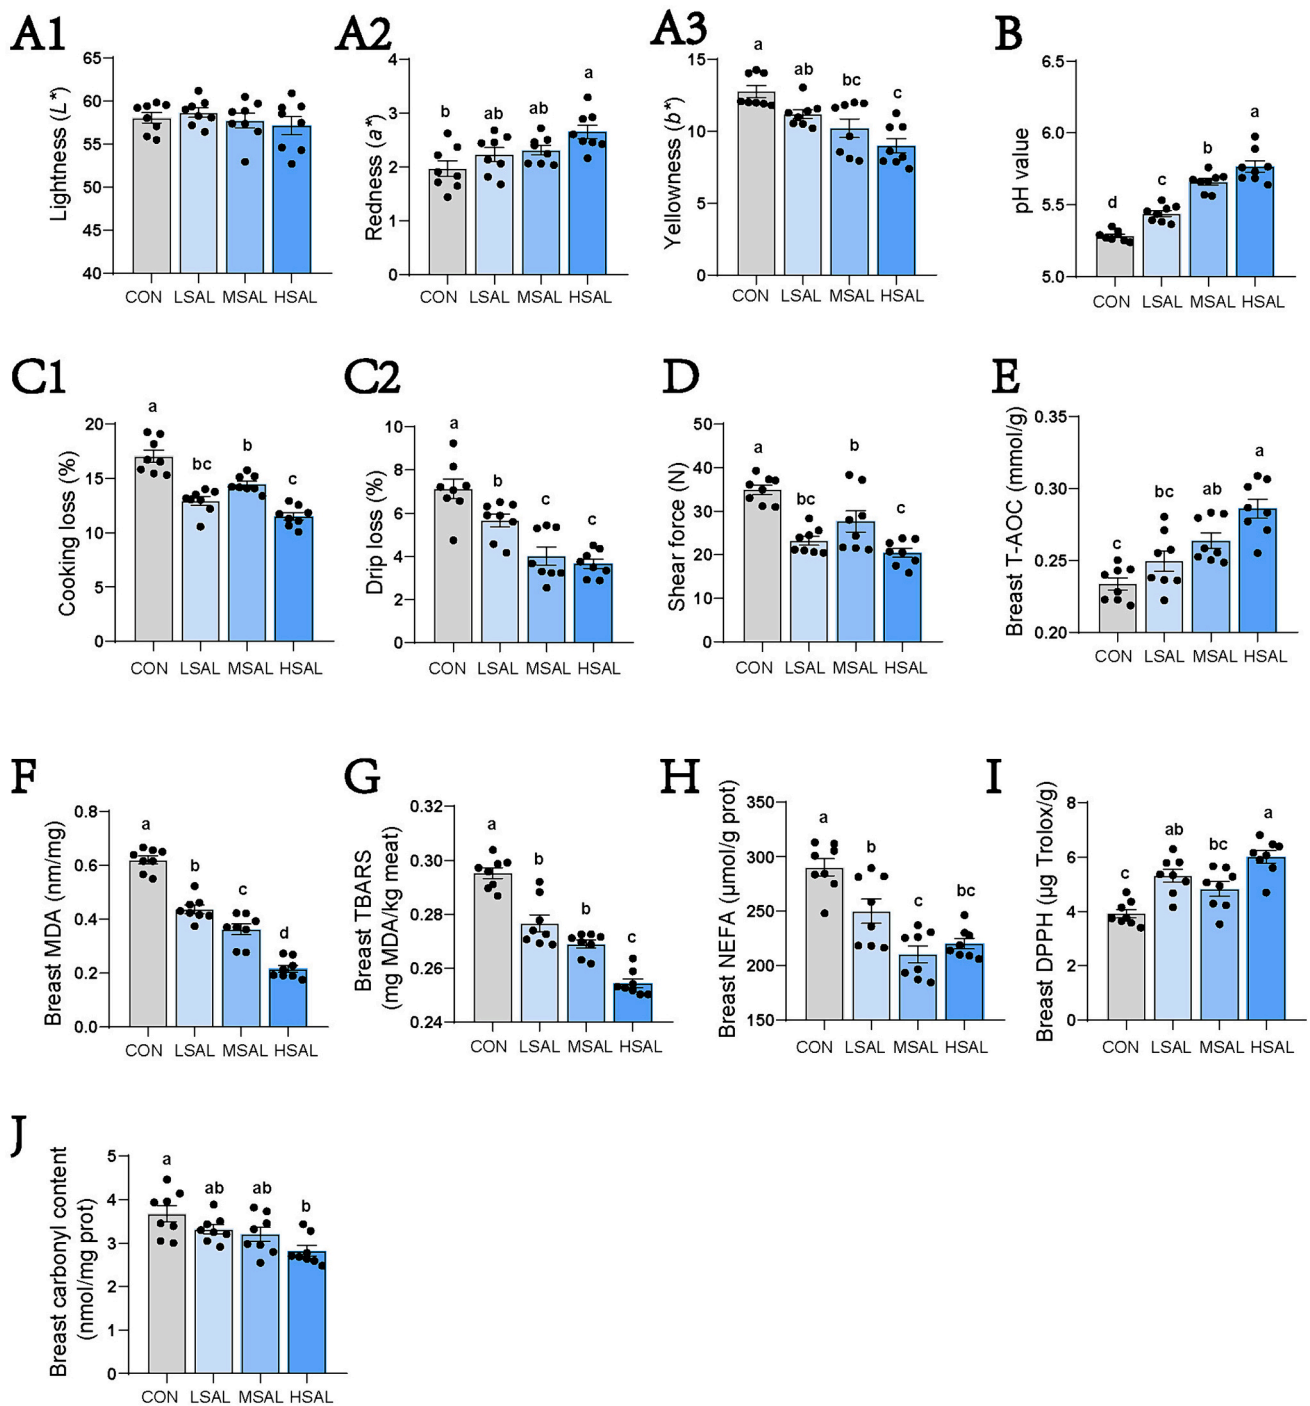 A1
65
60
55
50
45
40
Lightness (L*)
CON LSAL MSAL HSAL
A2
4
3
2
1
0
Redness (a*)
b ab ab a
CON LSAL MSAL HSAL
A3
15
10
5
0
Yellowness (b*)
a ab bc c
CON LSAL MSAL HSAL
B
6.5
6.0
5.5
5.0
pH value
d c b a
CON LSAL MSAL HSAL
C1
20
15
10
5
0
Cooking loss (%)
a bc b c
CON LSAL MSAL HSAL
C2
10
8
6
4
2
0
Drip loss (%)
a b c c
CON LSAL MSAL HSAL
D
50
40
30
20
10
0
Shear force (N)
a bc b c
CON LSAL MSAL HSAL
E
0.35
0.30
0.25
0.20
Breast T-AOC (mmol/g)
c bc ab a
CON LSAL MSAL HSAL
F
0.8
0.6
0.4
0.2
0.0
Breast MDA (nm/mg)
a b c d
CON LSAL MSAL HSAL
G
0.32
0.30
0.28
0.26
0.24
Breast TBARS
(mg MDA/kg meat)
a b b c
CON LSAL MSAL HSAL
H
350
300
250
200
150
Breast NEFA (μmol/g prot)
a b c bc
CON LSAL MSAL HSAL
I
8
6
4
2
0
Breast DPPH (μg Trolox/g)
c ab bc a
CON LSAL MSAL HSAL
J
5
4
3
2
1
0
Breast carbonyl content
(nmol/mg prot)
a ab ab b
CON LSAL MSAL HSAL